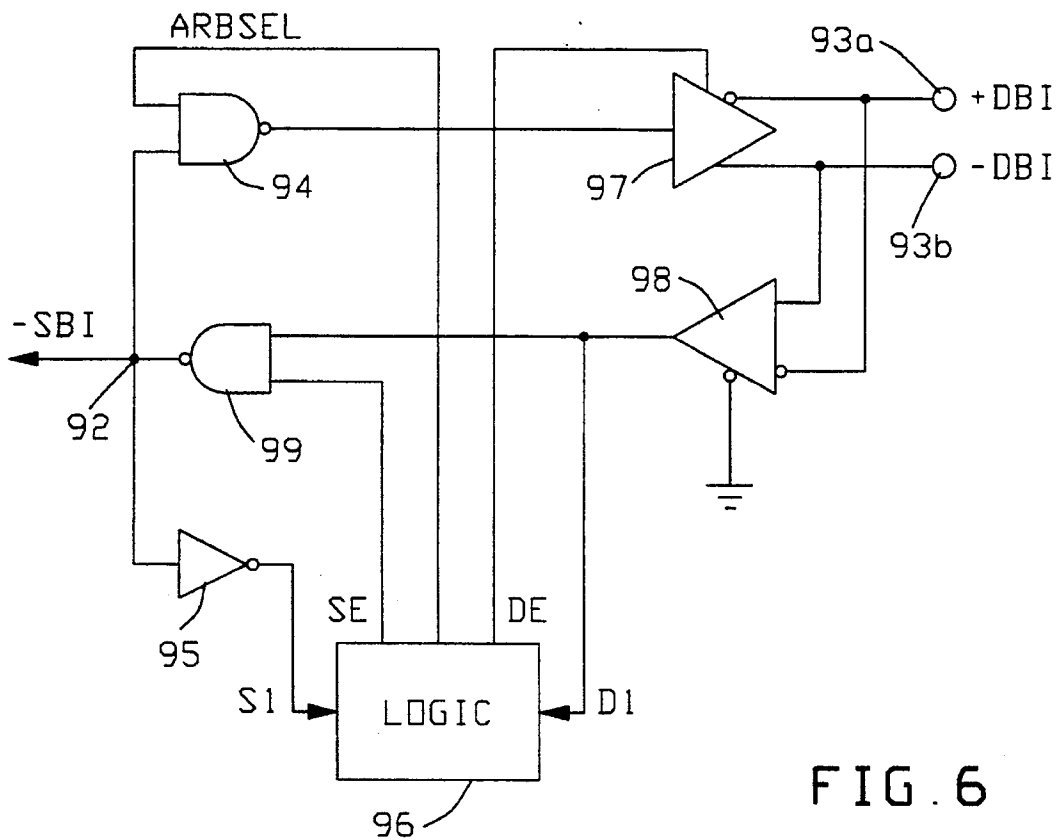 ARBSEL
93a
+DBI
-DBI
94
97
93b
98
-SBI
92
99
SE
DE
95
S1
LOGIC
D1
96
FIG.6